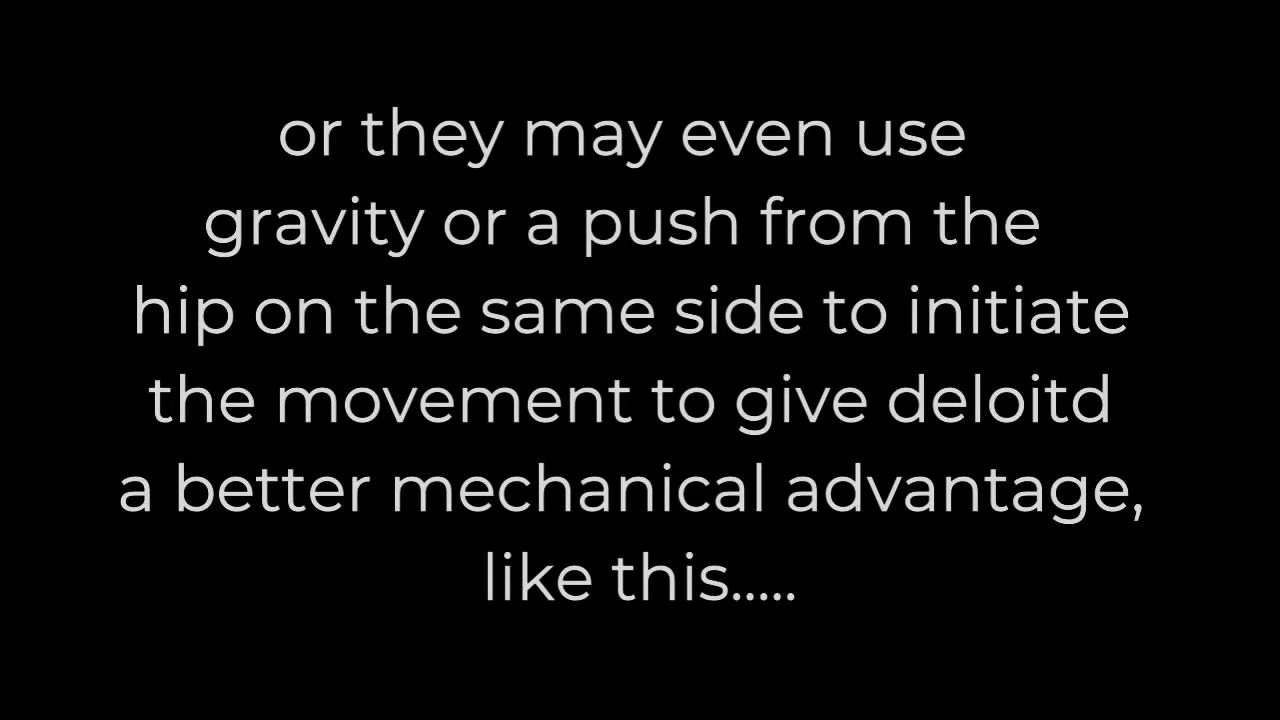 or they may even use
gravity or a push from the
hip on the same side to initiate
the movement to give deloitd
a better mechanical advantage,
like this.....